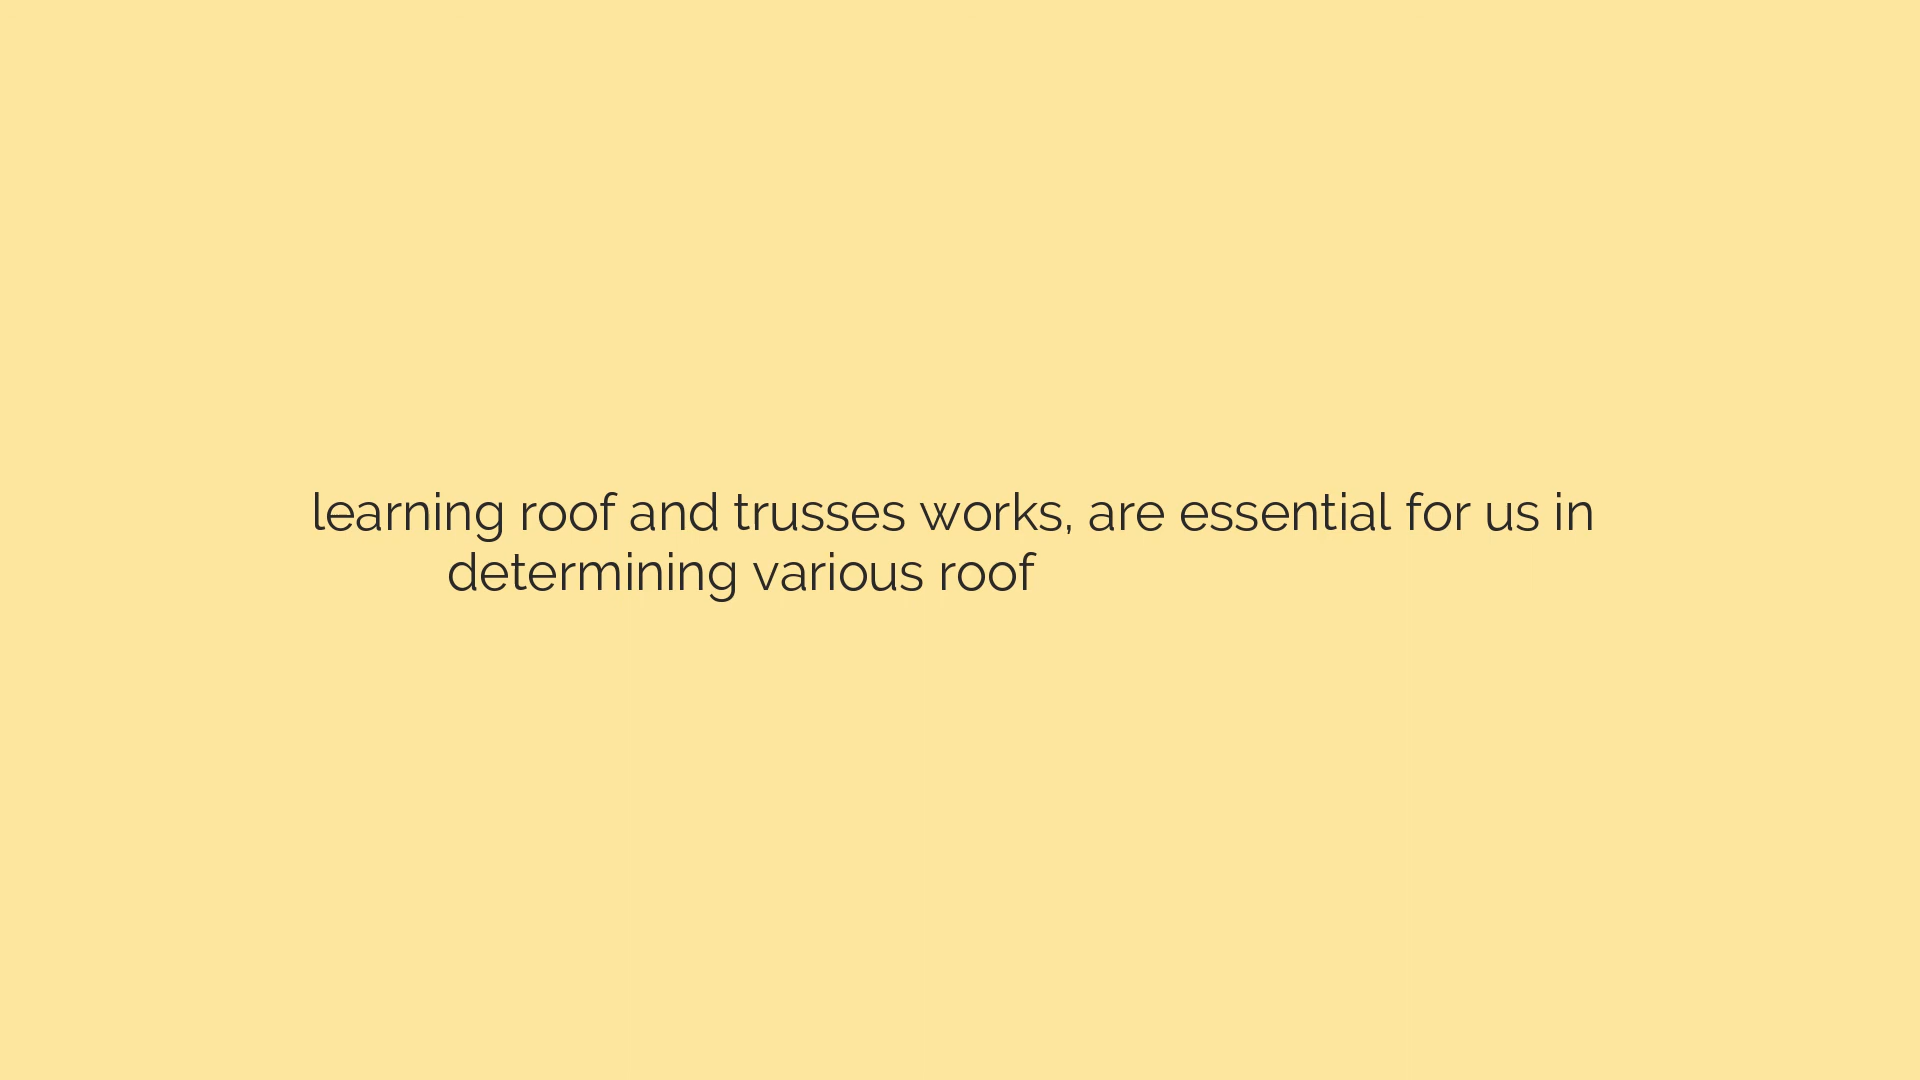 learning roof and trusses works, are essential for us in
determining various roof